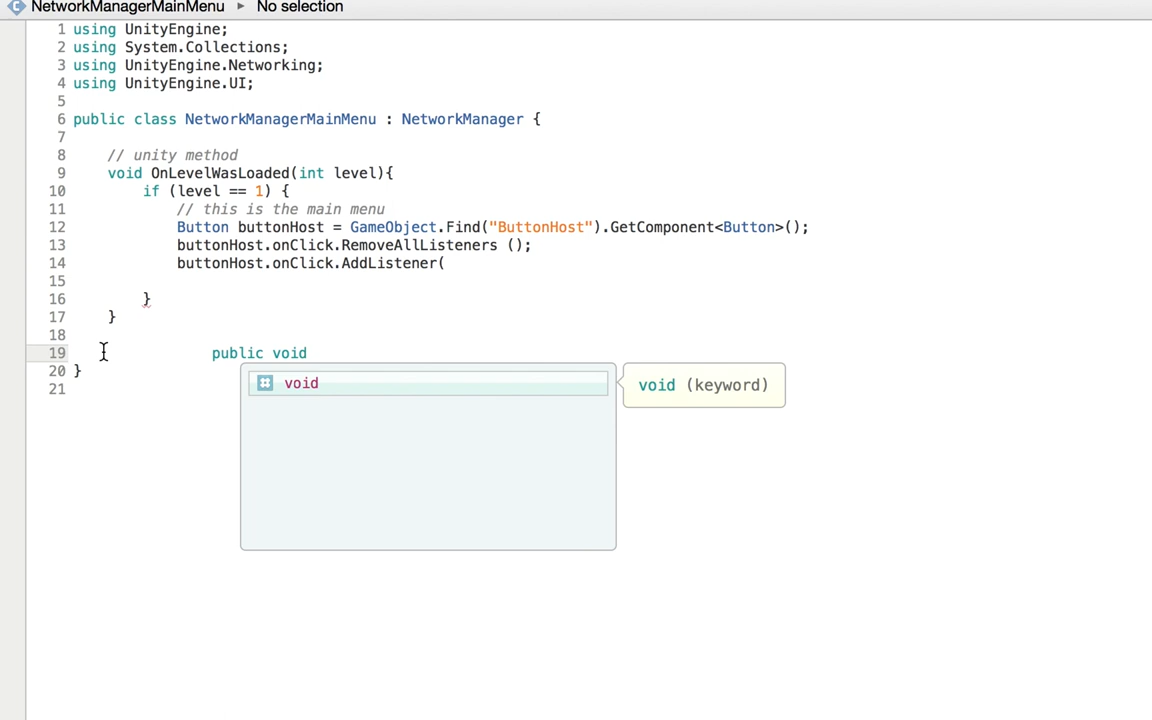 NetworkManagerMainMenu ▸ No selection
1 using UnityEngine;
2 using System.Collections;
3 using UnityEngine.Networking;
4 using UnityEngine.UI;
5
6 public class NetworkManagerMainMenu : NetworkManager {
7
8 // unity method
9 void OnLevelWasLoaded(int level){
10 if (level == 1) {
11 // this is the main menu
12 Button buttonHost = GameObject.Find("ButtonHost").GetComponent<Button>();
13 buttonHost.onClick.RemoveAllListeners ();
14 buttonHost.onClick.AddListener(
15
16 }
17 }
18
19 public void
20 }
21
void
void (keyword)